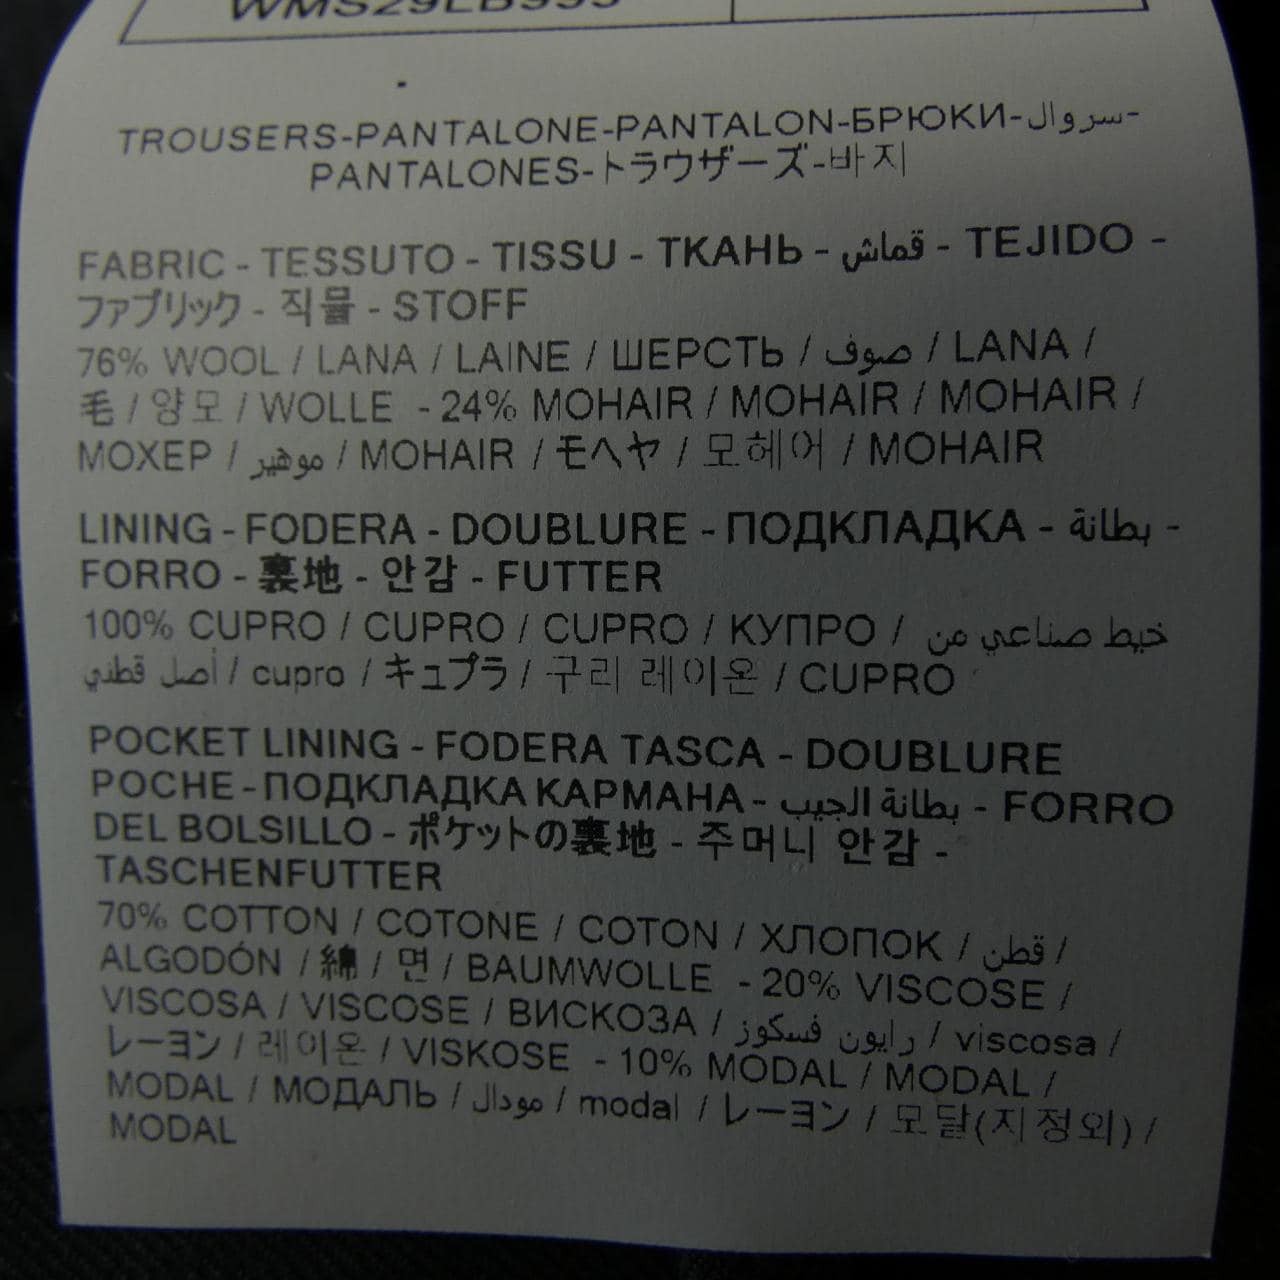 TROUSERS-PANTALONE-PANTALON-БРЮКИ-سروال-
PANTALONES-トラウザーズ-바지
FABRIC - TESSUTO - TISSU - ТКАНЬ - قماش - TEJIDO -
ファブリック - 직물 - STOFF
76% WOOL / LANA / LAINE / ШЕРСТЬ / صوف / LANA /
毛 / 양모 / WOLLE - 24% MOHAIR / MOHAIR / MOHAIR /
МОХЕР / موهير / MOHAIR / モヘヤ / 모헤어 / MOHAIR
LINING - FODERA - DOUBLURE - ПОДКЛАДКА - بطانة -
FORRO - 裏地 - 안감 - FUTTER
100% CUPRO / CUPRO / CUPRO / КУПРО / خيط صناعي من
أصل قطني / cupro / キュプラ / 구리 레이온 / CUPRO
POCKET LINING - FODERA TASCA - DOUBLURE
POCHE - ПОДКЛАДКА КАРМАНА - بطانة الجيب - FORRO
DEL BOLSILLO - ポケットの裏地 - 주머니 안감 -
TASCHENFUTTER
70% COTTON / COTONE / COTON / ХЛОПОК / قطن /
ALGODÓN / 綿 / 면 / BAUMWOLLE - 20% VISCOSE /
VISCOSA / VISCOSE / ВИСКОЗА / رايون فسكوز / viscosa /
レーヨン / 레이온 / VISKOSE - 10% MODAL / MODAL /
MODAL / МОДАЛЬ / مودال / modal / レーヨン / 모달(지정외) /
MODAL